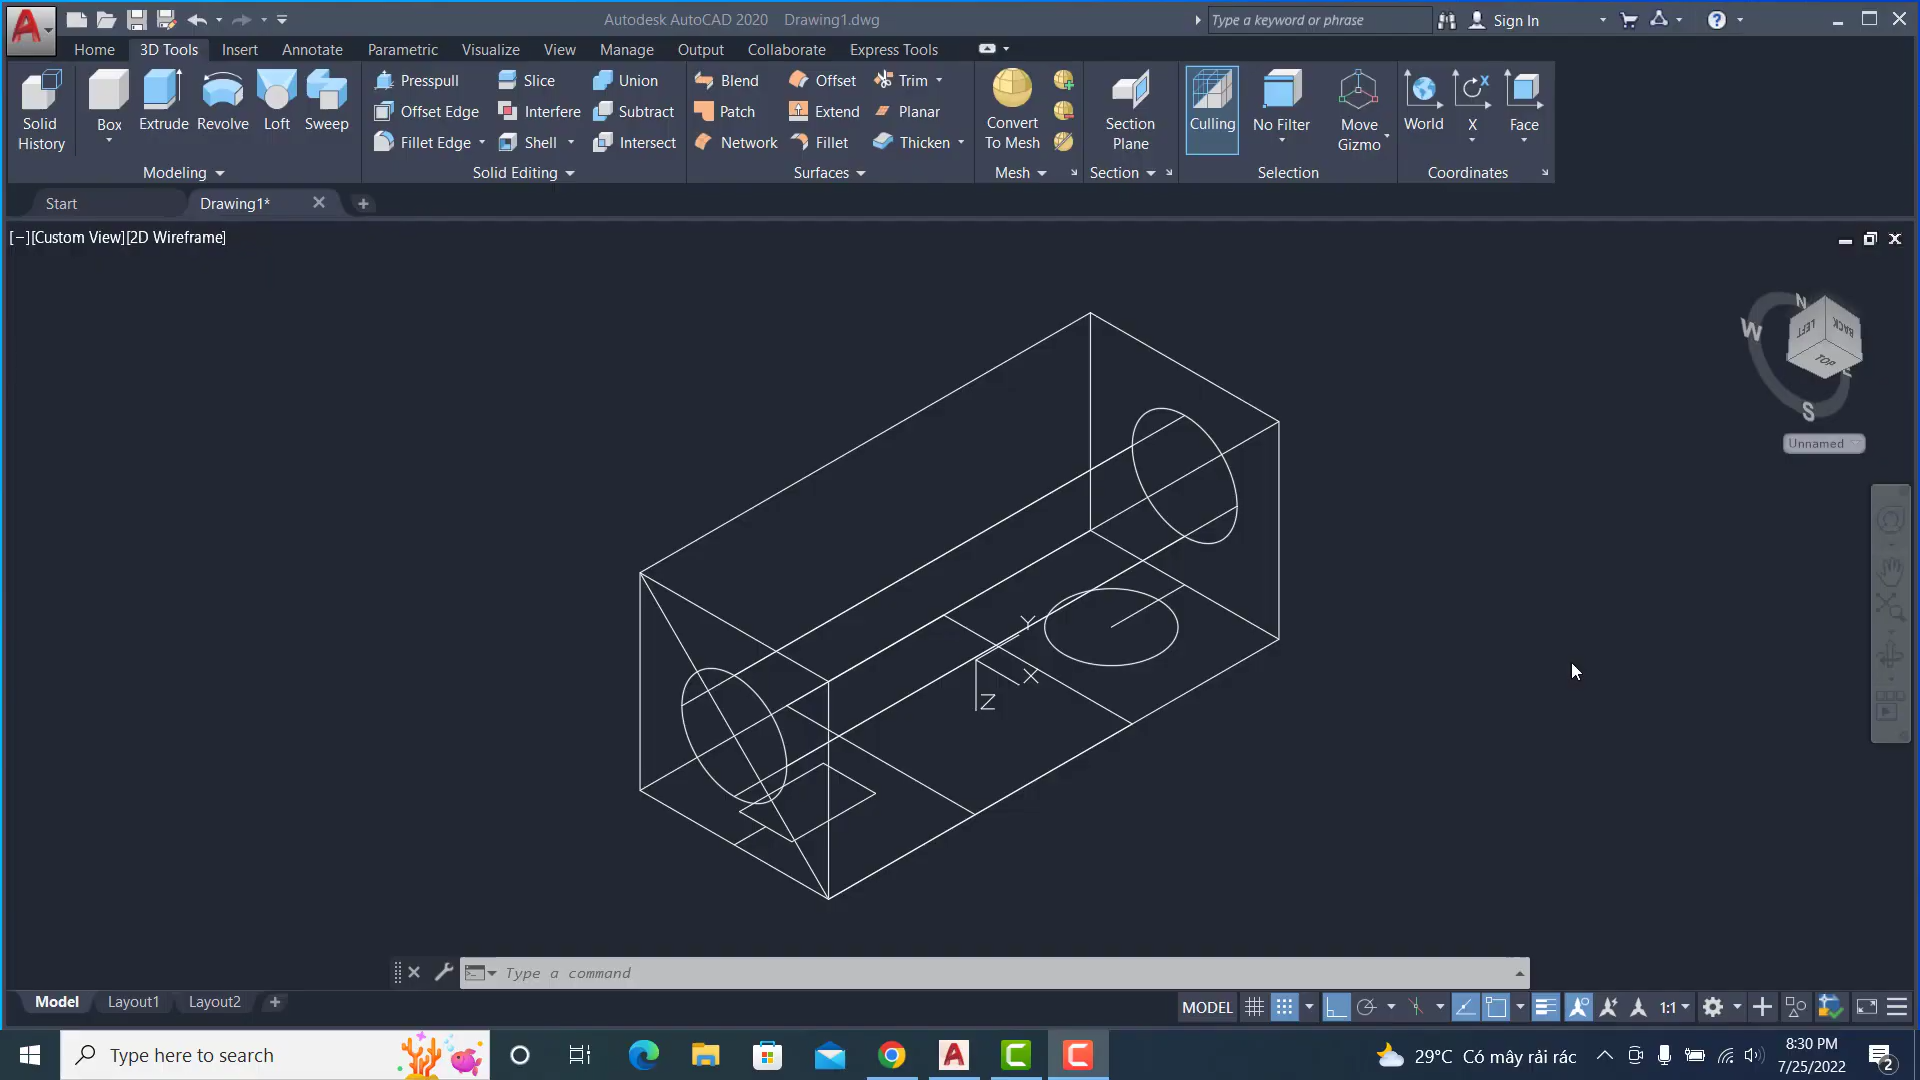 Autodesk AutoCAD 2020 Drawing1.dwg
Type a keyword or phrase
Sign In
Home 3D Tools Insert Annotate Parametric Visualize View Manage Output Collaborate Express Tools
Solid History
Box
Extrude
Revolve
Loft
Sweep
Modeling
Presspull
Offset Edge
Fillet Edge
Slice
Interfere
Shell
Union
Subtract
Intersect
Solid Editing
Blend
Patch
Network
Offset
Extend
Fillet
Trim
Planar
Thicken
Surfaces
Convert
To Mesh
Mesh
Section
Plane
Section
Culling
No Filter
Move
Gizmo
Selection
World
X
Face
Coordinates
Start
Drawing1*
[−][Custom View][2D Wireframe]
N
W
S
E
LEFT
BACK
TOP
Unnamed
Y
X
Z
Type a command
Model Layout1 Layout2
MODEL
1:1
Type here to search
29°C Có mây rải rác
8:30 PM
7/25/2022
2